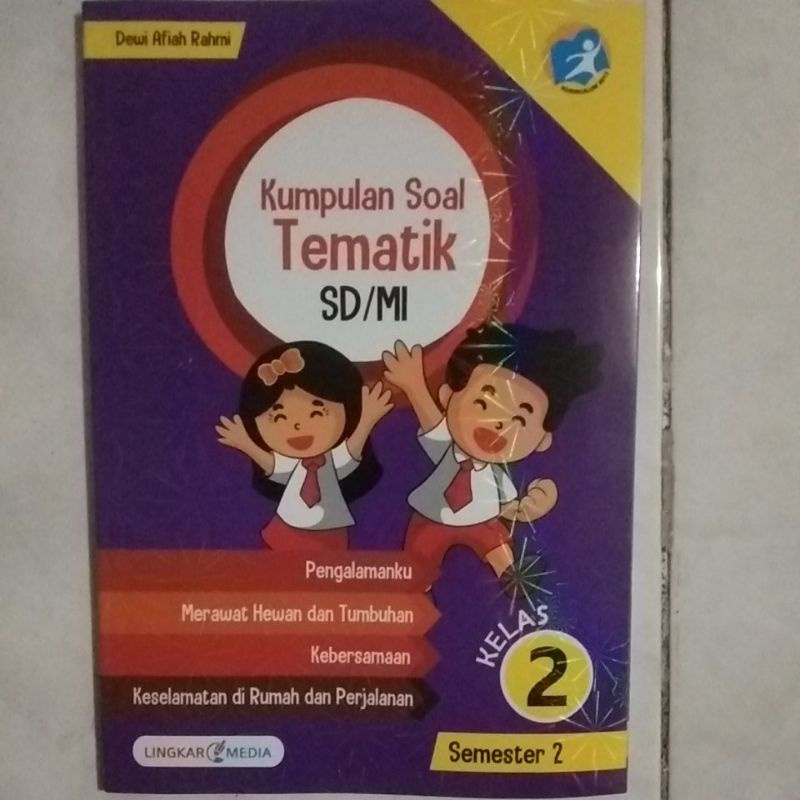 Dewi Afiah Rahmi
Kumpulan Soal
Tematik
SD/MI
Pengalamanku
Merawat Hewan dan Tumbuhan
Kebersamaan
Keselamatan di Rumah dan Perjalanan
KELAS
2
LINGKAR MEDIA
Semester 2